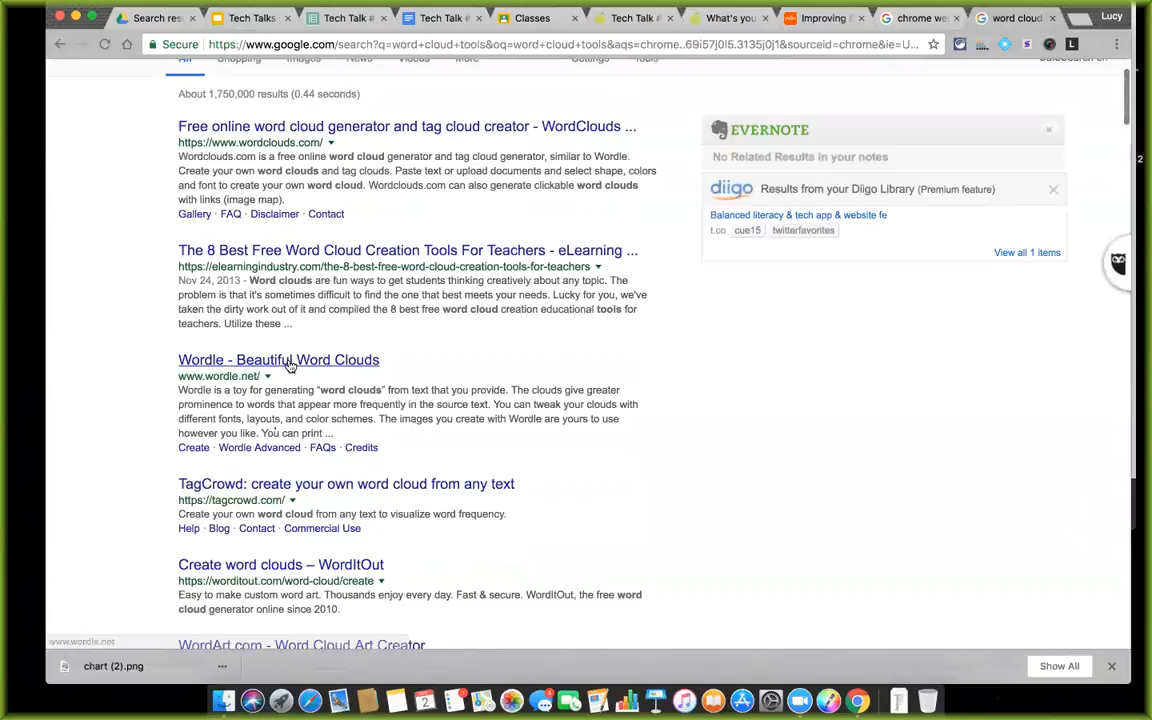 Search res
Tech Talks
Tech Talk #
Tech Talk #
Classes
Tech Talk #
What's you
Improving
chrome we
word cloud
Lucy
Secure
https://www.google.com/search?q=word+cloud+tools&oq=word+cloud+tools&aqs=chrome..69i57j0l5.3135j0j1&sourceid=chrome&ie=U...
All
Shopping
Images
News
Videos
More
Settings
Tools
About 1,750,000 results (0.44 seconds)
Free online word cloud generator and tag cloud creator - WordClouds ...
https://www.wordclouds.com/
Wordclouds.com is a free online word cloud generator and tag cloud generator, similar to Wordle.
Create your own word clouds and tag clouds. Paste text or upload documents and select shape, colors
and font to create your own word cloud. Wordclouds.com can also generate clickable word clouds
with links (image map).
Gallery · FAQ · Disclaimer · Contact
The 8 Best Free Word Cloud Creation Tools For Teachers - eLearning ...
https://elearningindustry.com/the-8-best-free-word-cloud-creation-tools-for-teachers
Nov 24, 2013 - Word clouds are fun ways to get students thinking creatively about any topic. The
problem is that it's sometimes difficult to find the one that best meets your needs. Lucky for you, we've
taken the dirty work out of it and compiled the 8 best free word cloud creation educational tools for
teachers. Utilize these ...
Wordle - Beautiful Word Clouds
www.wordle.net/
Wordle is a toy for generating "word clouds" from text that you provide. The clouds give greater
prominence to words that appear more frequently in the source text. You can tweak your clouds with
different fonts, layouts, and color schemes. The images you create with Wordle are yours to use
however you like. You can print ...
Create · Wordle Advanced · FAQs · Credits
TagCrowd: create your own word cloud from any text
https://tagcrowd.com/
Create your own word cloud from any text to visualize word frequency.
Help · Blog · Contact · Commercial Use
Create word clouds – WordItOut
https://worditout.com/word-cloud/create
Easy to make custom word art. Thousands enjoy every day. Fast & secure. WordItOut, the free word
cloud generator online since 2010.
WordArt.com - Word Cloud Art Creator
EVERNOTE
No Related Results in your notes
diigo Results from your Diigo Library (Premium feature)
Balanced literacy & tech app & website fe
t.co cue15 twitterfavorites
View all 1 items
www.wordle.net
chart (2).png
Show All